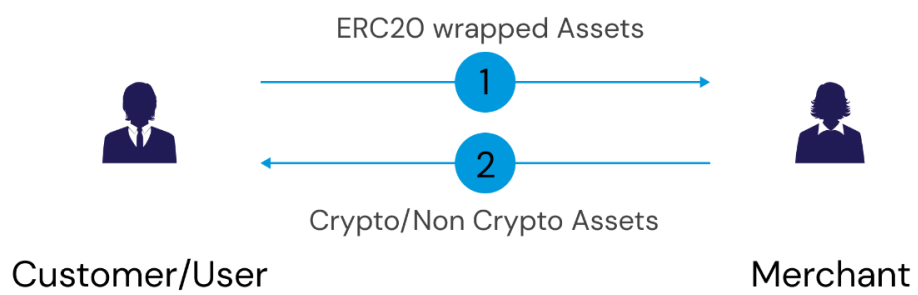 ERC20 wrapped Assets
1
2
Crypto/Non Crypto Assets
Customer/User
Merchant